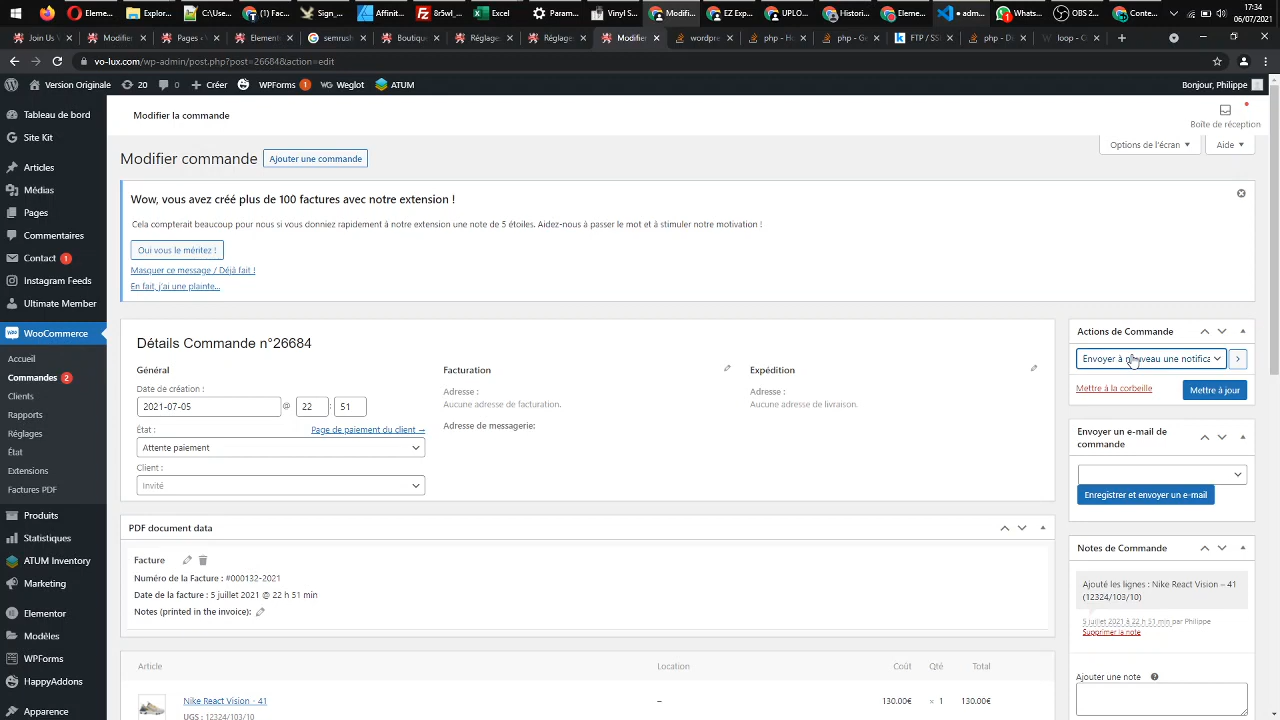 Eleme...
Explor...
C:\Use...
(1) Fac...
Sign_...
Affinit...
8r5wl...
Excel
Param...
Vinyl S...
Modifi...
EZ Exp...
UPLO...
Histori...
Eleme...
● adm...
Whats...
OBS 2...
Conte...
17:34
06/07/2021
Join Us V
Modifier
Pages ‹
Elemento
semrush
Boutique
Réglages
Réglage
Modifier
wordpre
php - Ho
php - Ge
FTP / SSI
php - Di
loop - Cl
vo-lux.com/wp-admin/post.php?post=26684&action=edit
Version Originale
20
0
Créer
WPForms 1
Weglot
ATUM
Bonjour, Philippe
Tableau de bord
Site Kit
Articles
Médias
Pages
Commentaires
Contact 1
Instagram Feeds
Ultimate Member
WooCommerce
Accueil
Commandes 2
Clients
Rapports
Réglages
État
Extensions
Factures PDF
Produits
Statistiques
ATUM Inventory
Marketing
Elementor
Modèles
WPForms
HappyAddons
Apparence
Modifier la commande
Boîte de réception
Options de l'écran ▼
Aide ▼
Modifier commande
Ajouter une commande
Wow, vous avez créé plus de 100 factures avec notre extension !
Cela compterait beaucoup pour nous si vous donniez rapidement à notre extension une note de 5 étoiles. Aidez-nous à passer le mot et à stimuler notre motivation !
Oui vous le méritez !
Masquer ce message / Déjà fait !
En fait, j'ai une plainte...
Détails Commande n°26684
Général
Date de création :
2021-07-05 @ 22 : 51
État :
Page de paiement du client →
Attente paiement
Client :
Invité
Facturation
Adresse :
Aucune adresse de facturation.
Adresse de messagerie:
Expédition
Adresse :
Aucune adresse de livraison.
PDF document data
Facture
Numéro de la Facture : #000132-2021
Date de la facture : 5 juillet 2021 @ 22 h 51 min
Notes (printed in the invoice):
Article
Location
Coût
Qté
Total
Nike React Vision - 41
–
130.00€
× 1
130.00€
UGS : 12324/103/10
Actions de Commande
Envoyer à nouveau une notifica
Mettre à la corbeille
Mettre à jour
Envoyer un e-mail de
commande
Enregistrer et envoyer un e-mail
Notes de Commande
Ajouté les lignes : Nike React Vision – 41
(12324/103/10)
5 juillet 2021 à 22 h 51 min par Philippe
Supprimer la note
Ajouter une note